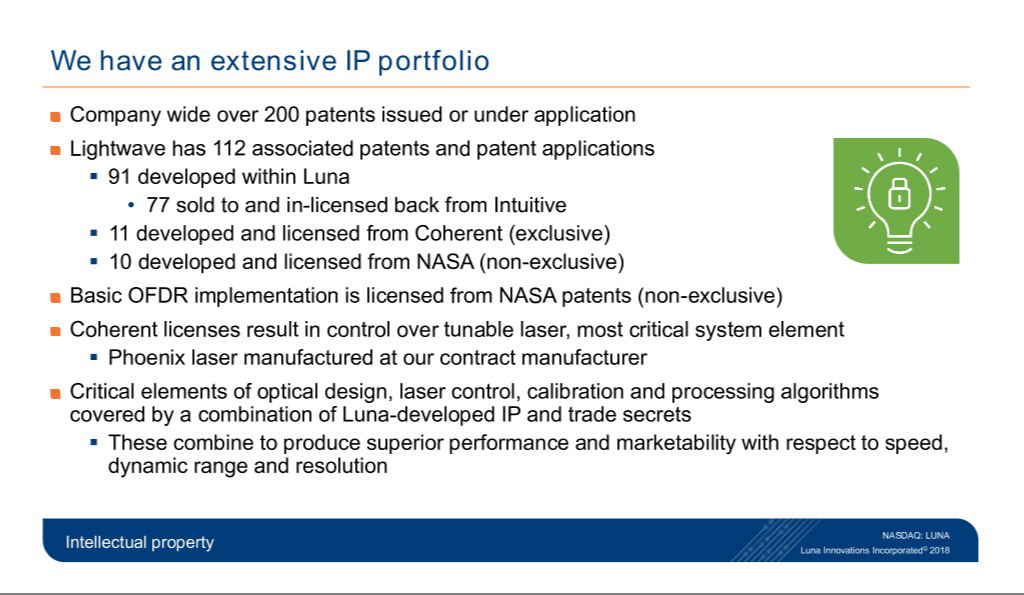 We have an extensive IP portfolio
■ Company wide over 200 patents issued or under application
■ Lightwave has 112 associated patents and patent applications
▪ 91 developed within Luna
• 77 sold to and in-licensed back from Intuitive
▪ 11 developed and licensed from Coherent (exclusive)
▪ 10 developed and licensed from NASA (non-exclusive)
■ Basic OFDR implementation is licensed from NASA patents (non-exclusive)
■ Coherent licenses result in control over tunable laser, most critical system element
▪ Phoenix laser manufactured at our contract manufacturer
■ Critical elements of optical design, laser control, calibration and processing algorithms
covered by a combination of Luna-developed IP and trade secrets
▪ These combine to produce superior performance and marketability with respect to speed,
dynamic range and resolution
Intellectual property
NASDAQ: LUNA
Luna Innovations Incorporated© 2018